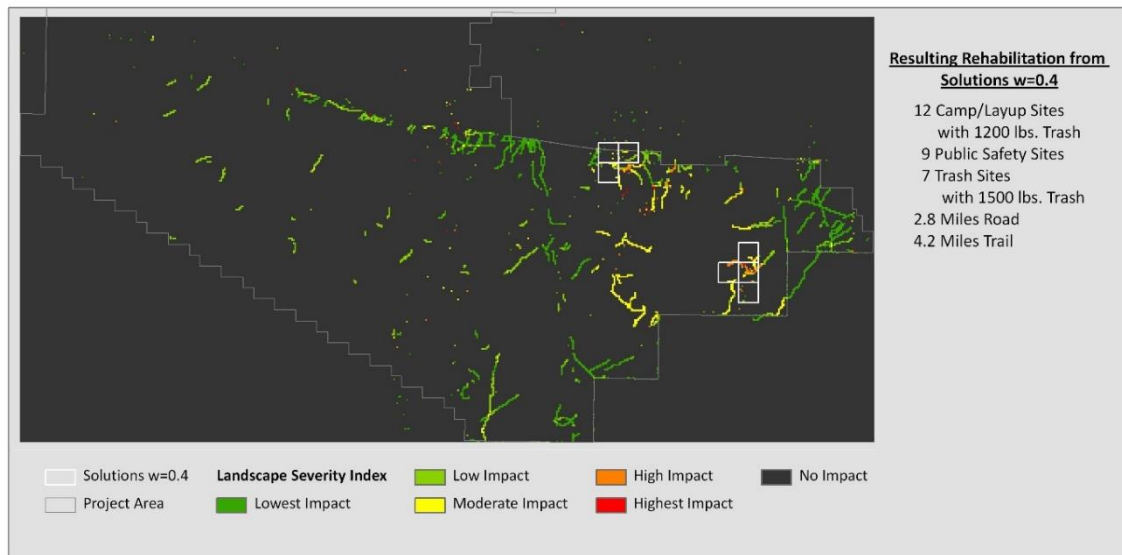 Resulting Rehabilitation from
Solutions w=0.4
12 Camp/Layup Sites
with 1200 lbs. Trash
9 Public Safety Sites
7 Trash Sites
with 1500 lbs. Trash
2.8 Miles Road
4.2 Miles Trail
Solutions w=0.4
Landscape Severity Index
Low Impact
High Impact
No Impact
Project Area
Lowest Impact
Moderate Impact
Highest Impact